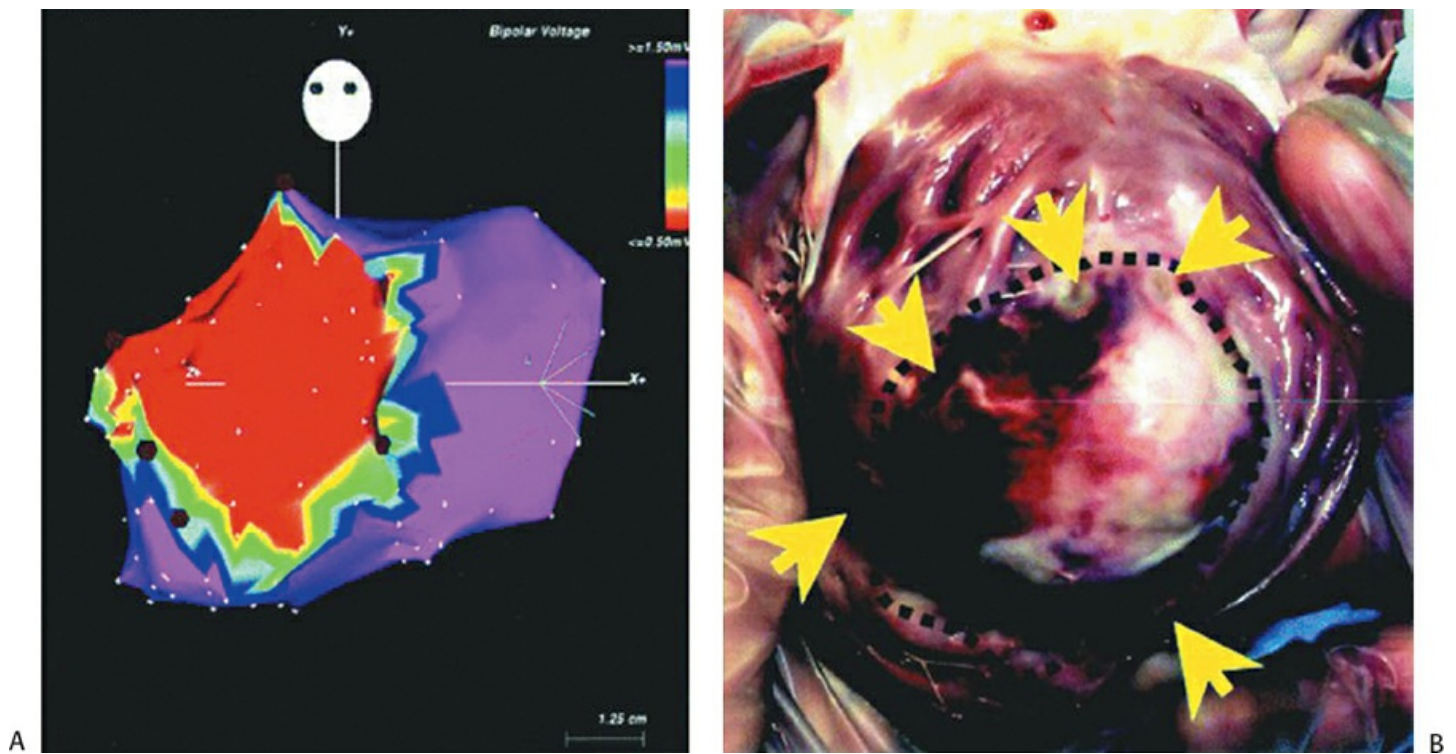 Y+
Bipolar Voltage
>=1.50mV
<=0.50mV
Z+
L
X+
1.25 cm
A
B